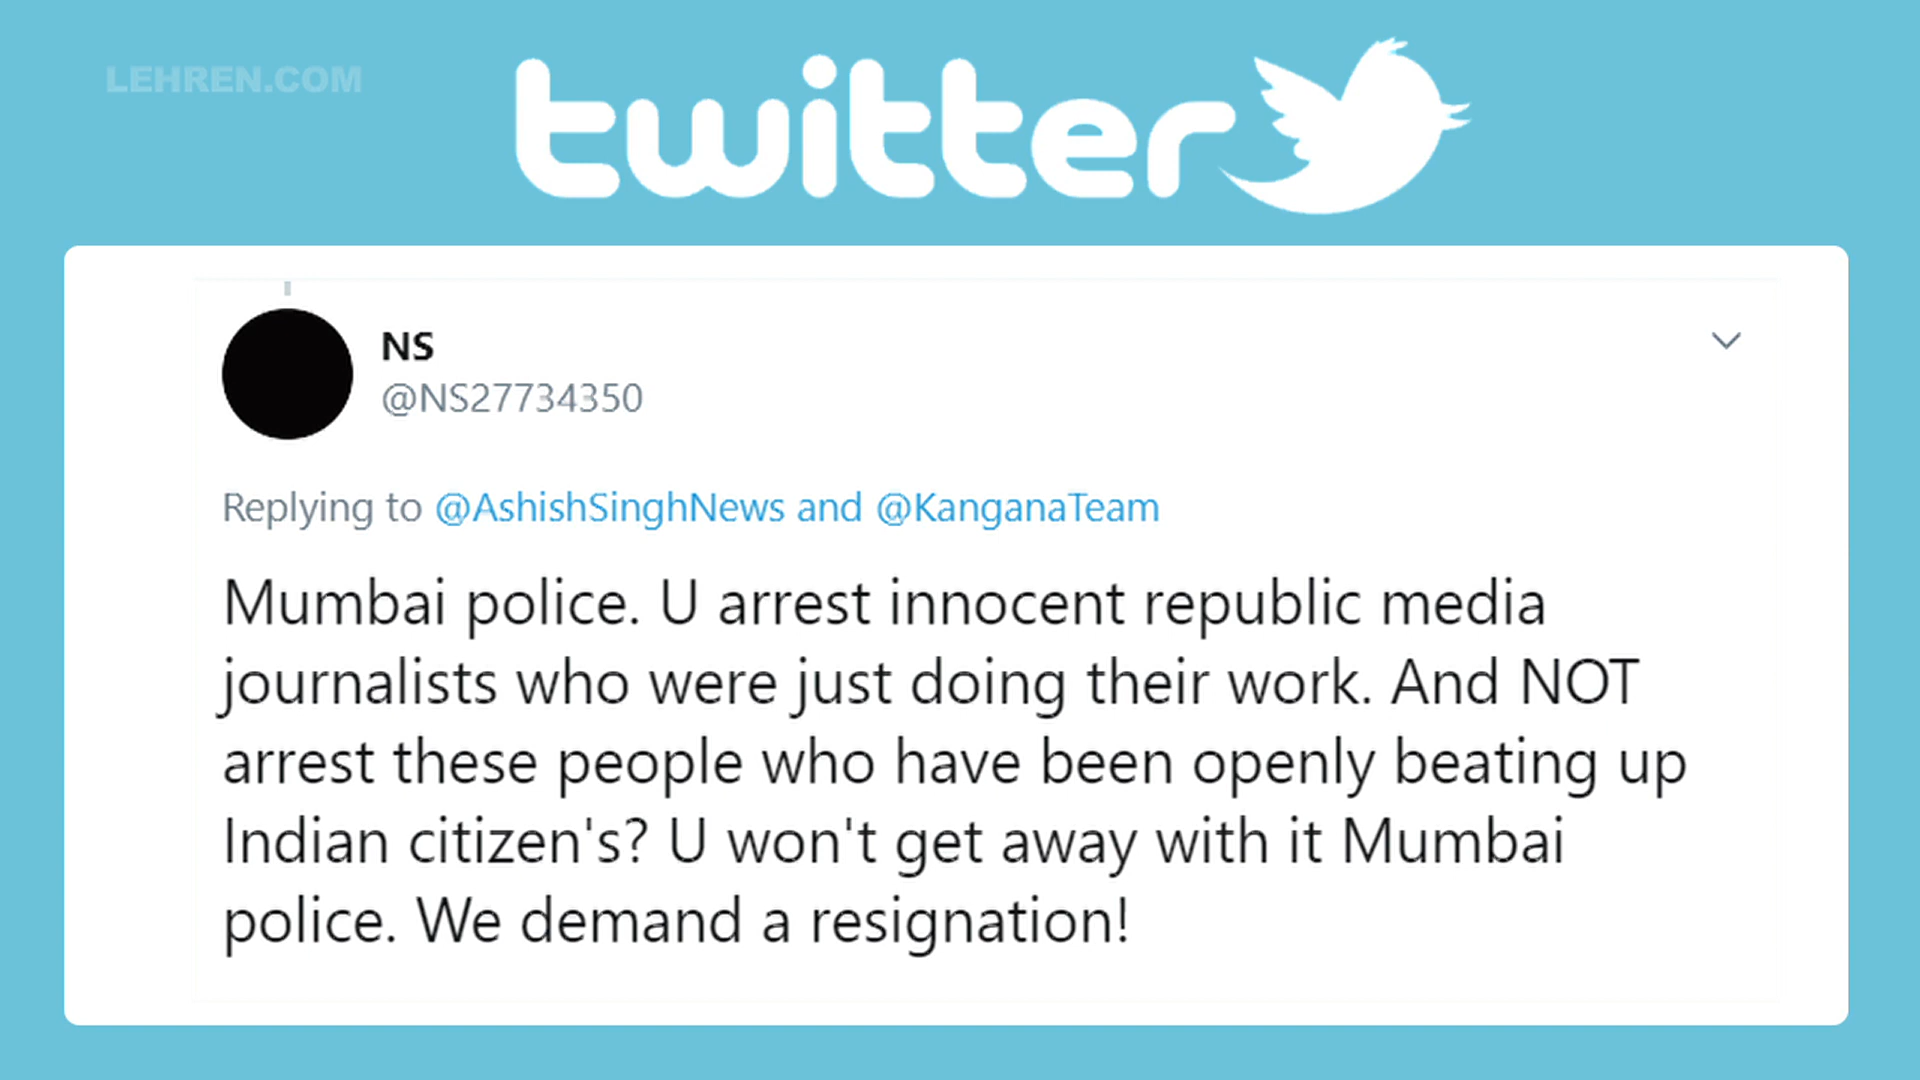 LEHREN.COM
twitter
NS
@NS27734350
Replying to @AshishSinghNews and @KanganaTeam
Mumbai police. U arrest innocent republic media
journalists who were just doing their work. And NOT
arrest these people who have been openly beating up
Indian citizen's? U won't get away with it Mumbai
police. We demand a resignation!